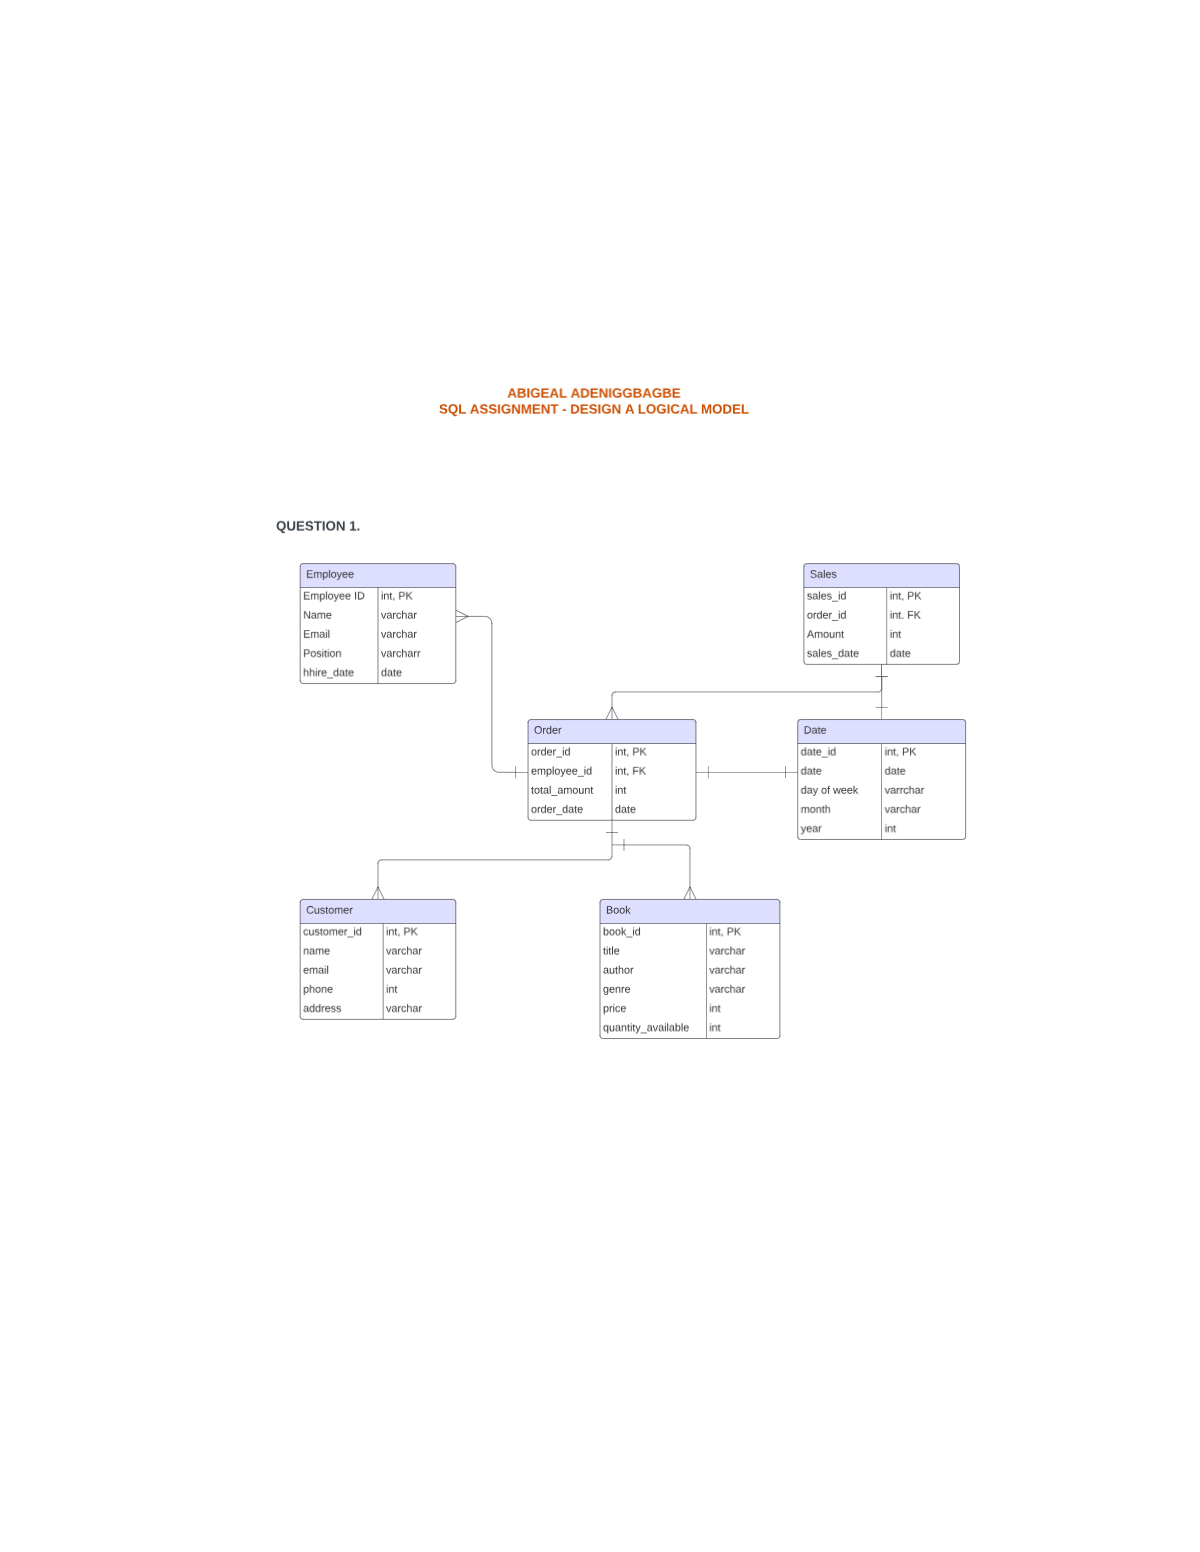 ABIGEAL ADENIGGBAGBE
SQL ASSIGNMENT - DESIGN A LOGICAL MODEL
QUESTION 1.
Employee
Employee ID int, PK
Name varchar
Email varchar
Position varcharr
hhire_date date
Sales
sales_id int, PK
order_id int. FK
Amount int
sales_date date
Order
order_id int, PK
employee_id int, FK
total_amount int
order_date date
Date
date_id int, PK
date date
day of week varrchar
month varchar
year int
Customer
customer_id int, PK
name varchar
email varchar
phone int
address varchar
Book
book_id int, PK
title varchar
author varchar
genre varchar
price int
quantity_available int